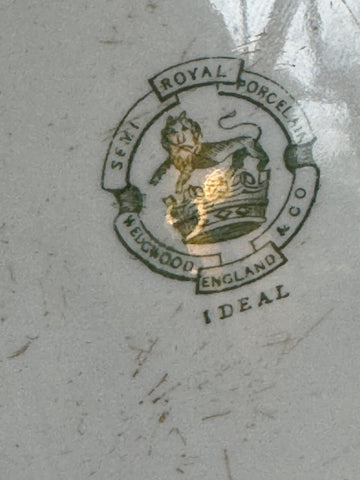 SEMI ROYAL PORCELAIN
WEDGWOOD & CO
ENGLAND
IDEAL